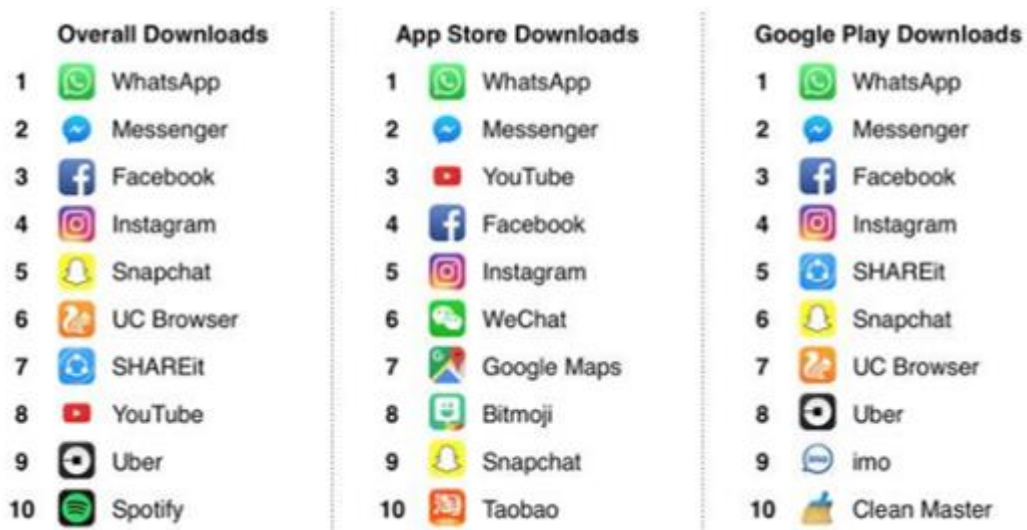 Overall Downloads
1 WhatsApp
2 Messenger
3 Facebook
4 Instagram
5 Snapchat
6 UC Browser
7 SHAREit
8 YouTube
9 Uber
10 Spotify
App Store Downloads
1 WhatsApp
2 Messenger
3 YouTube
4 Facebook
5 Instagram
6 WeChat
7 Google Maps
8 Bitmoji
9 Snapchat
10 淘 Taobao
Google Play Downloads
1 WhatsApp
2 Messenger
3 Facebook
4 Instagram
5 SHAREit
6 Snapchat
7 UC Browser
8 Uber
9 imo imo
10 Clean Master